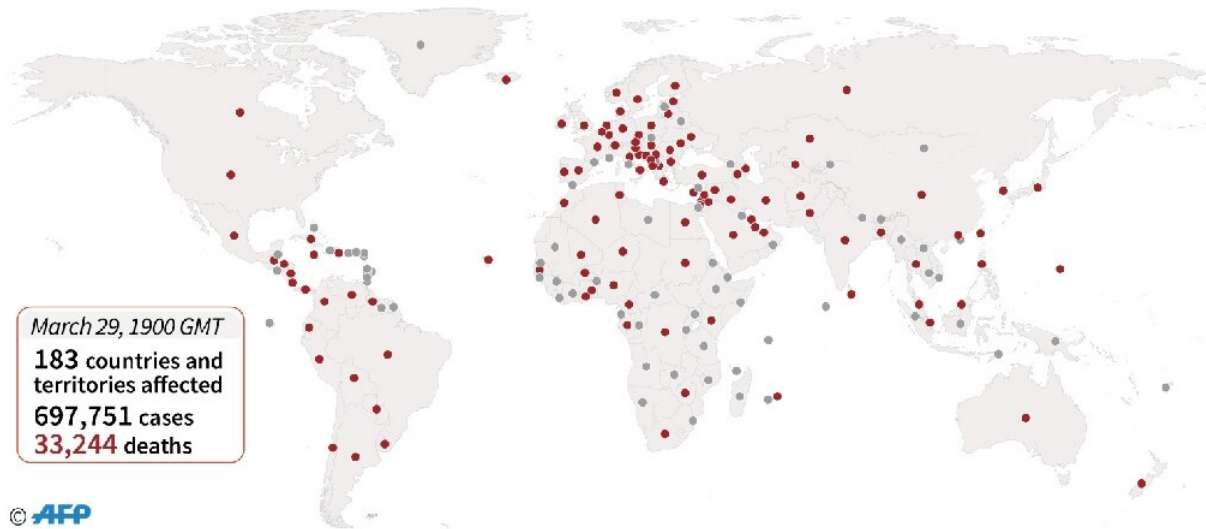 March 29, 1900 GMT
183 countries and
territories affected
697,751 cases
33,244 deaths
© AFP